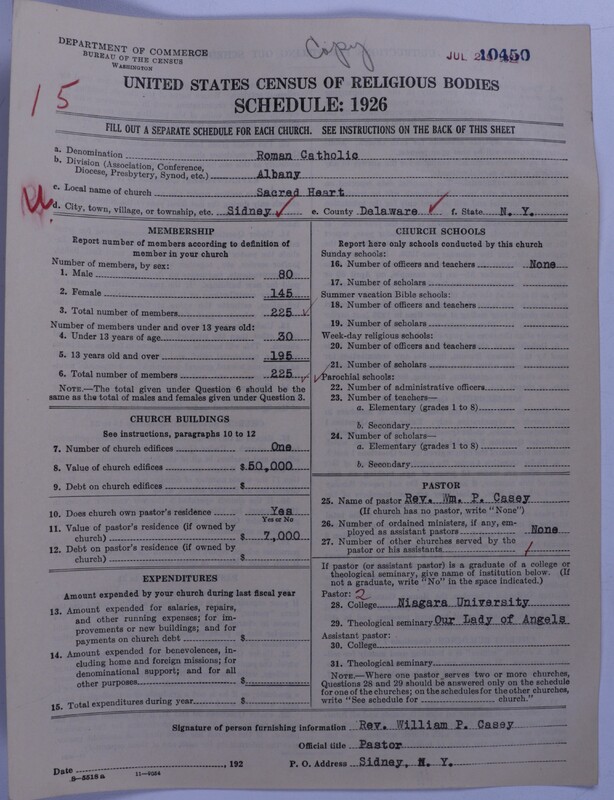 Copy
DEPARTMENT OF COMMERCE
BUREAU OF THE CENSUS
WASHINGTON
JUL 10450
15
UNITED STATES CENSUS OF RELIGIOUS BODIES
SCHEDULE: 1926
FILL OUT A SEPARATE SCHEDULE FOR EACH CHURCH. SEE INSTRUCTIONS ON THE BACK OF THIS SHEET
a. Denomination Roman Catholic
b. Division (Association, Conference, Diocese, Presbytery, Synod, etc.) Albany
c. Local name of church Sacred Heart
d. City, town, village, or township, etc. Sidney e. County Delaware f. State N. Y.
MEMBERSHIP
Report number of members according to definition of
member in your church
Number of members, by sex:
1. Male 80
2. Female 145
3. Total number of members 225
Number of members under and over 13 years old:
4. Under 13 years of age 30
5. 13 years old and over 195
6. Total number of members 225
NOTE.—The total given under Question 6 should be the
same as the total of males and females given under Question 3.
CHURCH BUILDINGS
See instructions, paragraphs 10 to 12
7. Number of church edifices One
8. Value of church edifices $50,000
9. Debt on church edifices $
10. Does church own pastor's residence Yes
Yes or No
11. Value of pastor's residence (if owned by
church) $ 7,000
12. Debt on pastor's residence (if owned by
church) $
EXPENDITURES
Amount expended by your church during last fiscal year
13. Amount expended for salaries, repairs,
and other running expenses; for im-
provements or new buildings; and for
payments on church debt $
14. Amount expended for benevolences, in-
cluding home and foreign missions; for
denominational support; and for all
other purposes $
15. Total expenditures during year $
CHURCH SCHOOLS
Report here only schools conducted by this church
Sunday schools:
16. Number of officers and teachers None
17. Number of scholars
Summer vacation Bible schools:
18. Number of officers and teachers
19. Number of scholars
Week-day religious schools:
20. Number of officers and teachers
21. Number of scholars
Parochial schools:
22. Number of administrative officers
23. Number of teachers—
a. Elementary (grades 1 to 8)
b. Secondary
24. Number of scholars—
a. Elementary (grades 1 to 8)
b. Secondary
PASTOR
25. Name of pastor Rev. Wm. P. Casey
(If church has no pastor, write "None")
26. Number of ordained ministers, if any, em-
ployed as assistant pastors None
27. Number of other churches served by the
pastor or his assistants 1
If pastor (or assistant pastor) is a graduate of a college or
theological seminary, give name of institution below. (If
not a graduate, write "No" in the space indicated.)
Pastor: 2
28. College Niagara University
29. Theological seminary Our Lady of Angels
Assistant pastor:
30. College
31. Theological seminary
NOTE.—Where one pastor serves two or more churches,
Questions 28 and 29 should be answered only on the schedule
for one of the churches; on the schedules for the other churches,
write "See schedule for church."
Signature of person furnishing information Rev. William P. Casey
Official title Pastor
Date , 192 P. O. Address Sidney, N. Y.
8-5518 a 11-9054